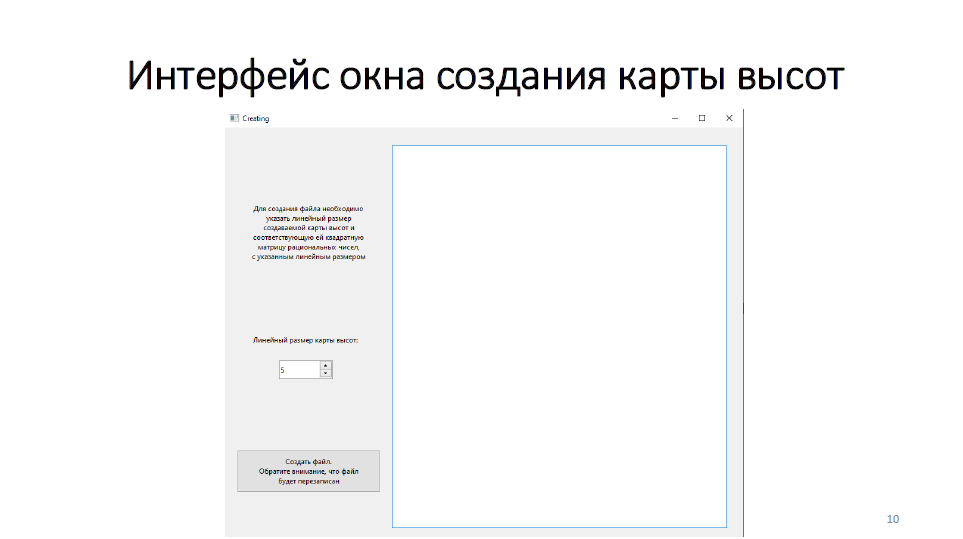 Интерфейс окна создания карты высот
Creating
Для создания файла необходимо
указать линейный размер
создаваемой карты высот и
соответствующую ей квадратную
матрицу рациональных чисел,
с указанным линейным размером
Линейный размер карты высот:
5
Создать файл.
Обратите внимание, что файл
будет перезаписан
10